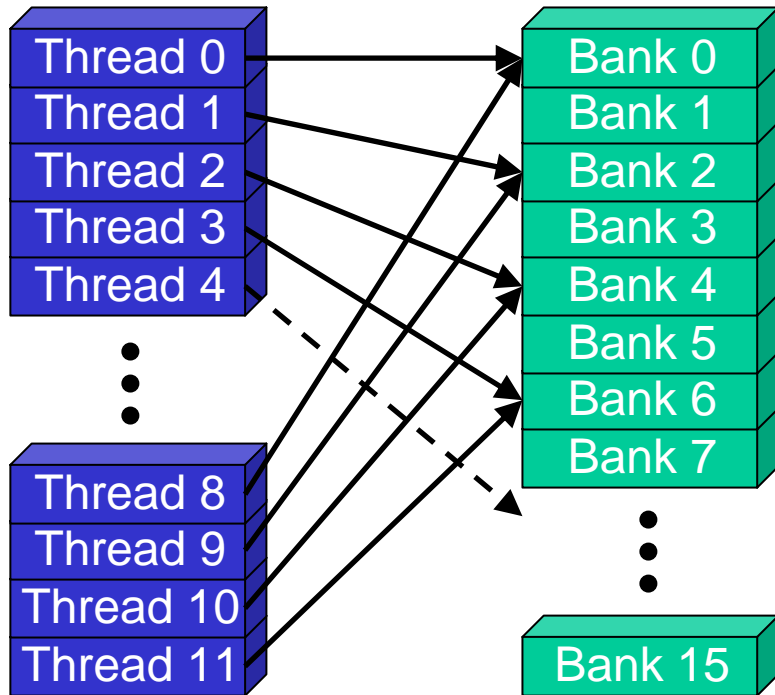 Thread 0
Thread 1
Thread 2
Thread 3
Thread 4
Thread 8
Thread 9
Thread 10
Thread 11
Bank 0
Bank 1
Bank 2
Bank 3
Bank 4
Bank 5
Bank 6
Bank 7
Bank 15